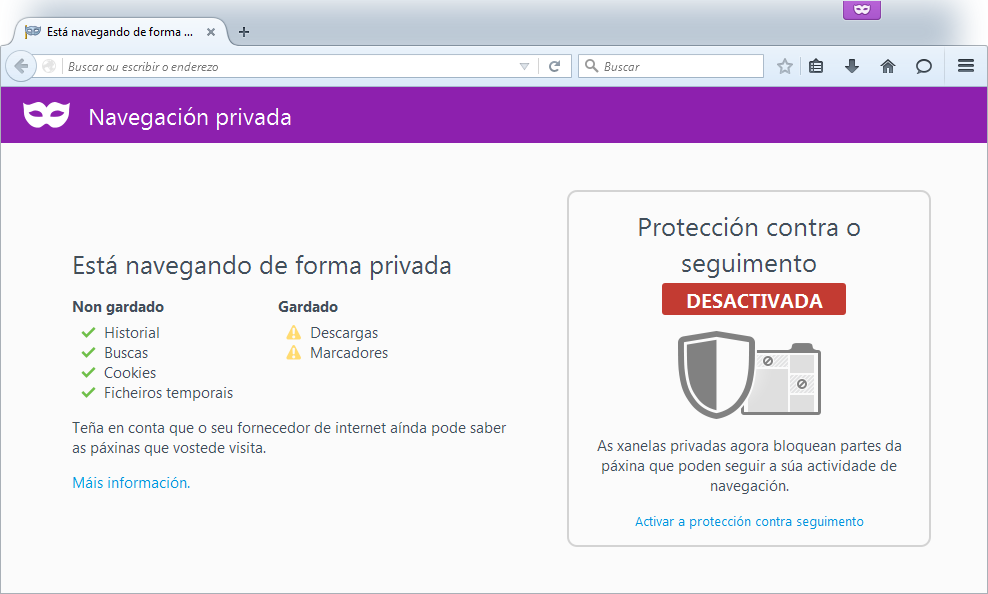 Está navegando de forma ...
Buscar ou escribir o enderezo
Buscar
Navegación privada
Está navegando de forma privada
Non gardado
Historial
Buscas
Cookies
Ficheiros temporais
Gardado
Descargas
Marcadores
Teña en conta que o seu fornecedor de internet aínda pode saber
as páxinas que vostede visita.
Máis información.
Protección contra o
seguimento
DESACTIVADA
As xanelas privadas agora bloquean partes da
páxina que poden seguir a súa actividade de
navegación.
Activar a protección contra seguimento